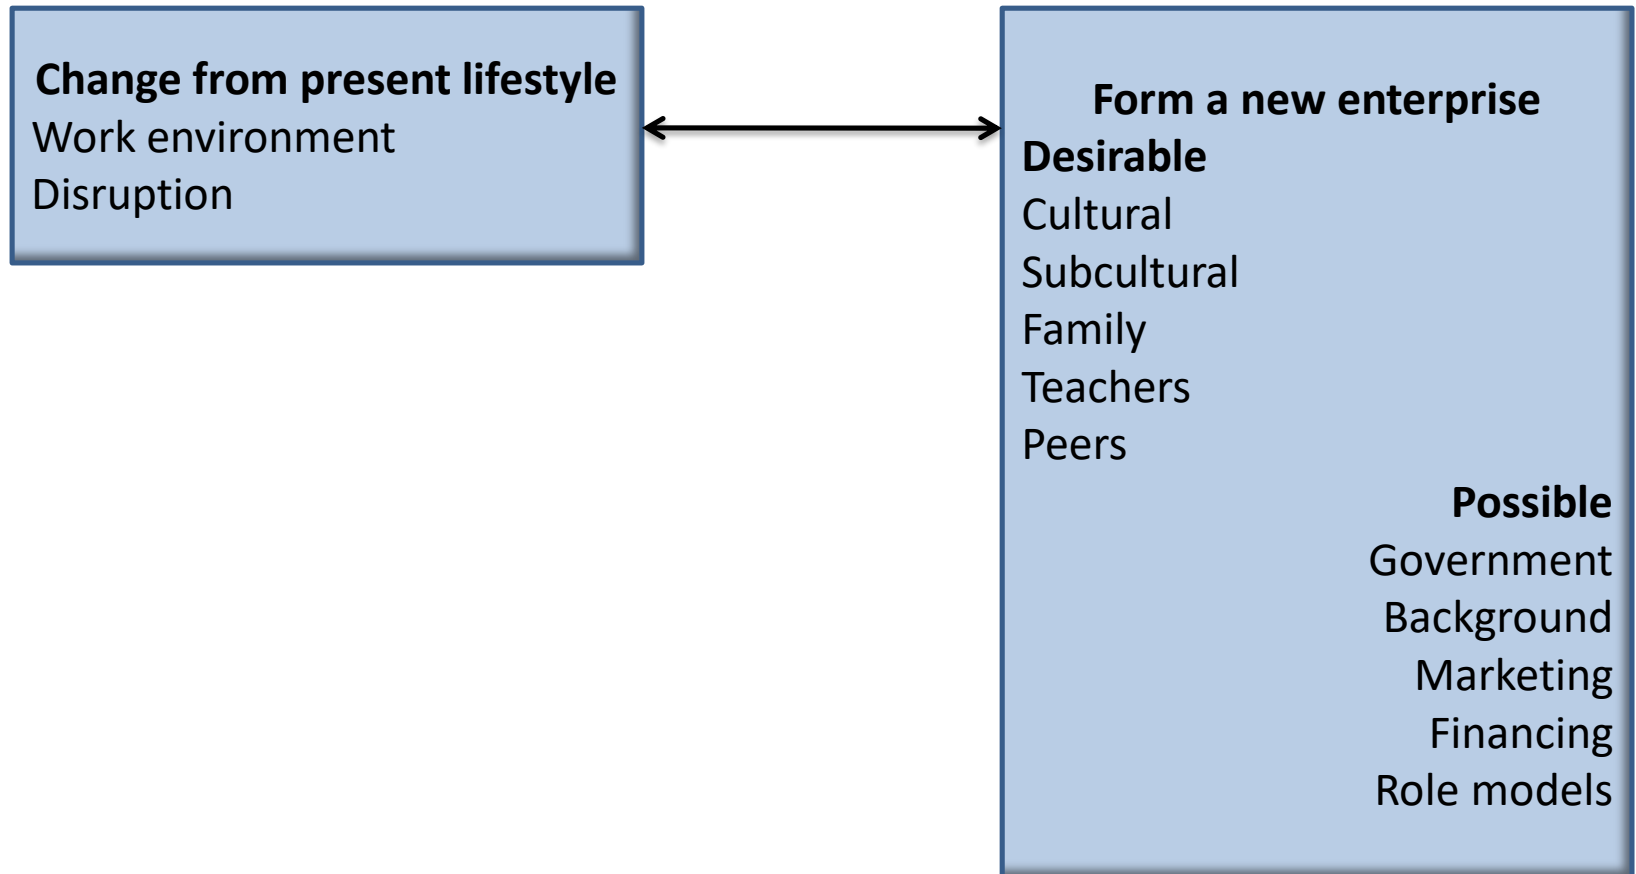 Change from present lifestyle
Work environment
Disruption
Form a new enterprise
Desirable
Cultural
Subcultural
Family
Teachers
Peers
Possible
Government
Background
Marketing
Financing
Role models